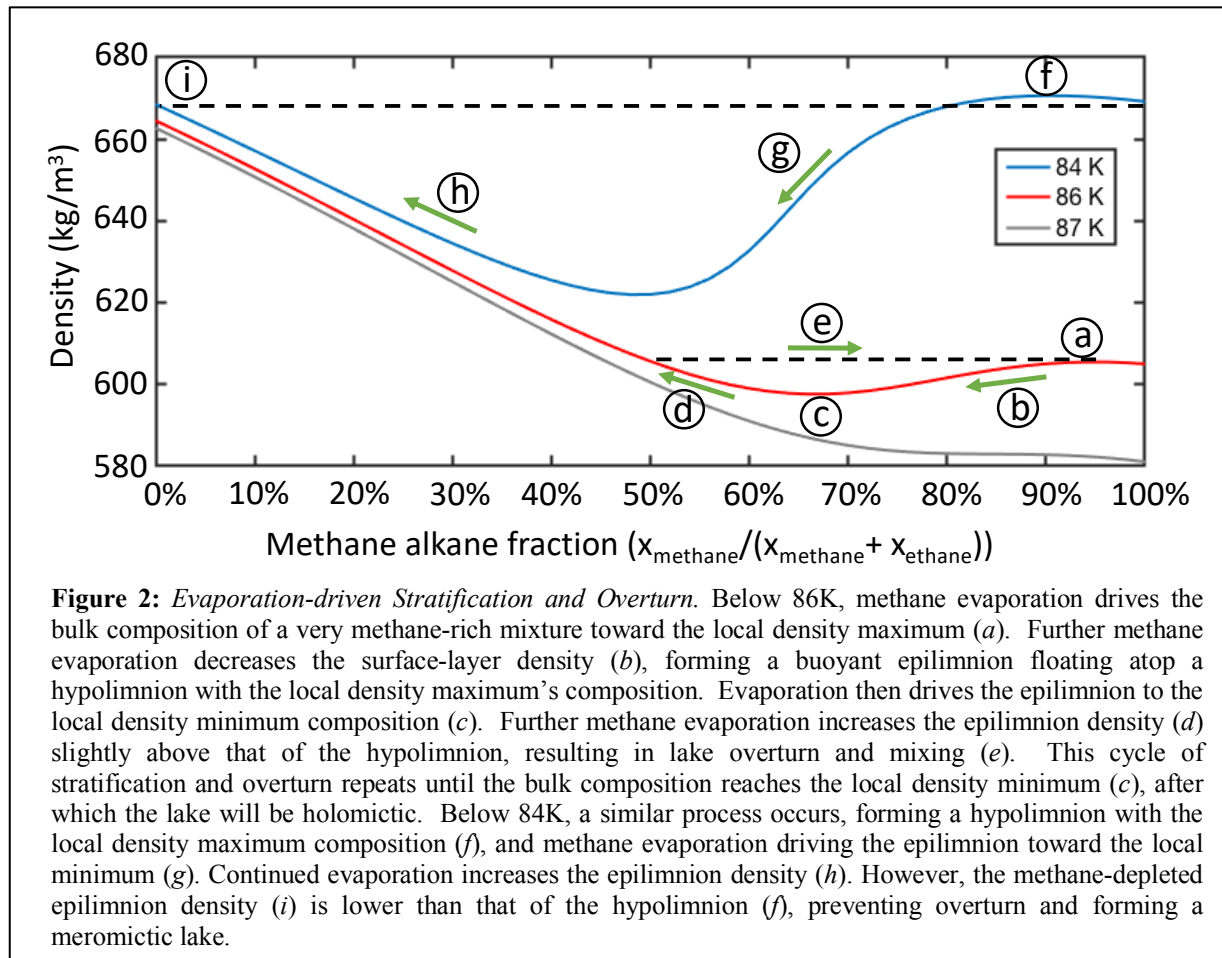 680
660
640
620
600
580
Density (kg/m³)
i
f
g
h
e
a
d
c
b
84 K
86 K
87 K
0% 10% 20% 30% 40% 50% 60% 70% 80% 90% 100%
Methane alkane fraction (xmethane/(xmethane+ xethane))
Figure 2: Evaporation-driven Stratification and Overturn. Below 86K, methane evaporation drives the
bulk composition of a very methane-rich mixture toward the local density maximum (a). Further methane
evaporation decreases the surface-layer density (b), forming a buoyant epilimnion floating atop a
hypolimnion with the local density maximum’s composition. Evaporation then drives the epilimnion to the
local density minimum composition (c). Further methane evaporation increases the epilimnion density (d)
slightly above that of the hypolimnion, resulting in lake overturn and mixing (e). This cycle of
stratification and overturn repeats until the bulk composition reaches the local density minimum (c), after
which the lake will be holomictic. Below 84K, a similar process occurs, forming a hypolimnion with the
local density maximum composition (f), and methane evaporation driving the epilimnion toward the local
minimum (g). Continued evaporation increases the epilimnion density (h). However, the methane-depleted
epilimnion density (i) is lower than that of the hypolimnion (f), preventing overturn and forming a
meromictic lake.